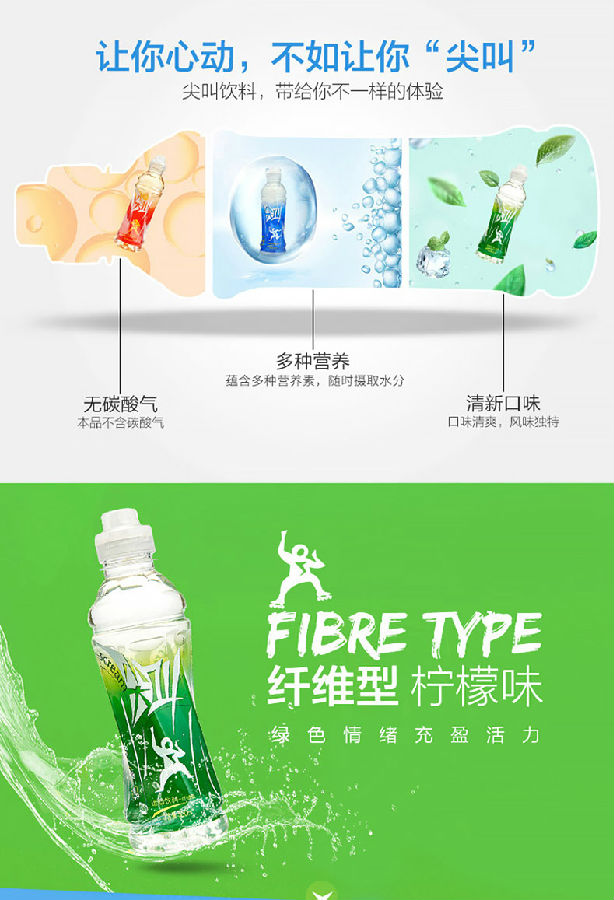 让你心动，不如让你“尖叫”
尖叫饮料，带给你不一样的体验
多种营养
蕴含多种营养素，随时摄取水分
无碳酸气
本品不含碳酸气
清新口味
口味清爽，风味独特
FIBRE TYPE
纤维型 柠檬味
绿色情绪充盈活力
scream